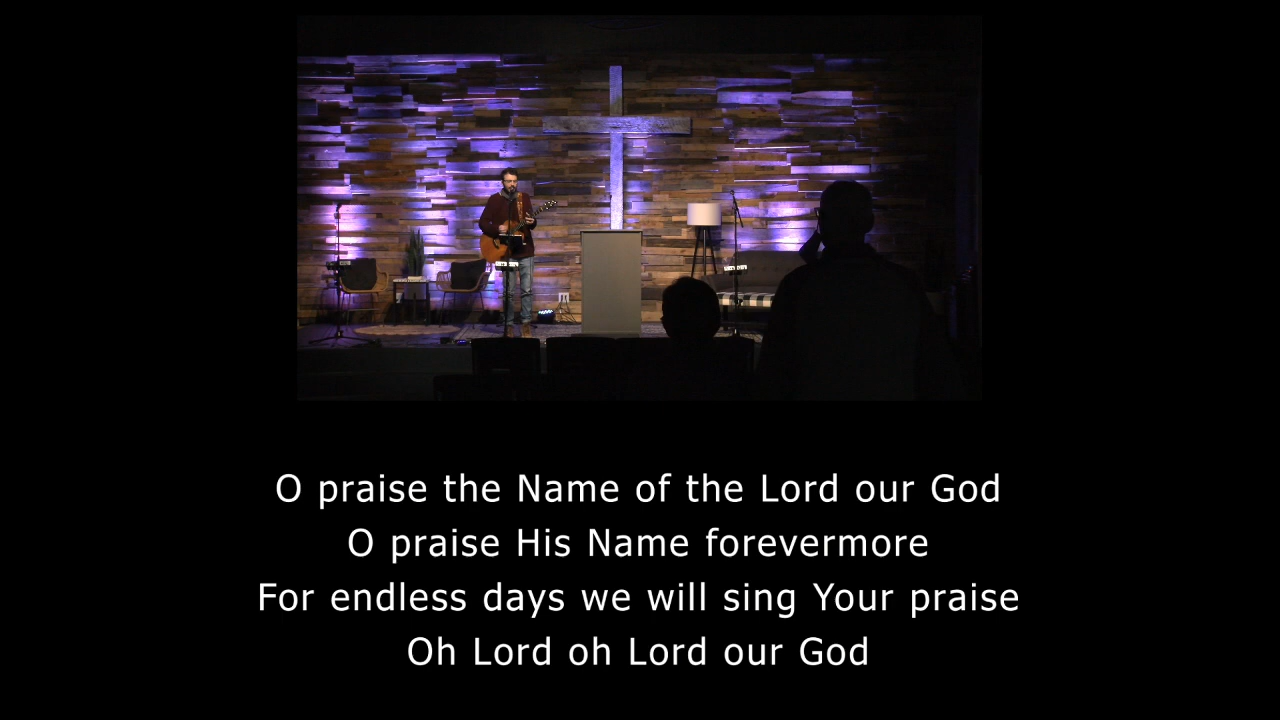 O praise the Name of the Lord our God
O praise His Name forevermore
For endless days we will sing Your praise
Oh Lord oh Lord our God